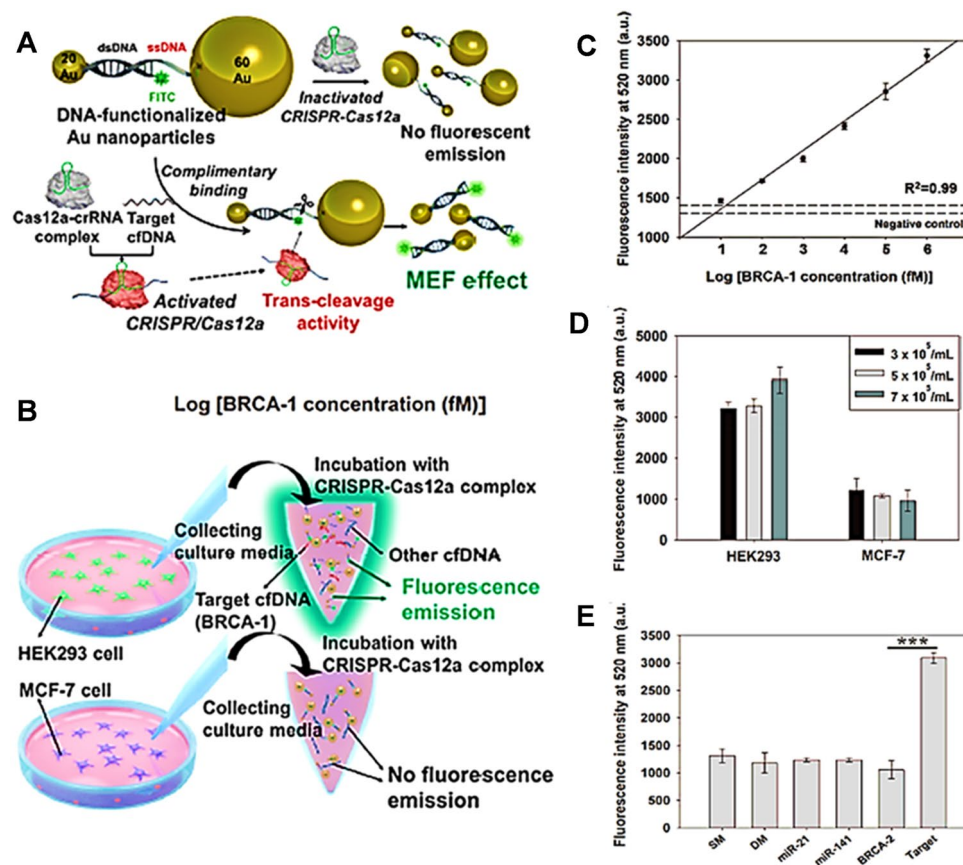 A
dsDNA
ssDNA
20
Au
60
Au
FITC
DNA-functionalized
Au nanoparticles
Inactivated
CRISPR-Cas12a
No fluorescent
emission
Complimentary
binding
Cas12a-crRNA
complex
Target
cfDNA
Activated
CRISPR/Cas12a
Trans-cleavage
activity
MEF effect
B
Log [BRCA-1 concentration (fM)]
Incubation with
CRISPR-Cas12a complex
Collecting
culture media
Other cfDNA
Fluorescence
emission
Target cfDNA
(BRCA-1)
HEK293 cell
Incubation with
CRISPR-Cas12a complex
MCF-7 cell
Collecting
culture media
No fluorescence
emission
C
Fluorescence intensity at 520 nm (a.u.)
3500
3000
2500
2000
1500
1000
R²=0.99
Negative control
1 2 3 4 5 6
Log [BRCA-1 concentration (fM)]
D
Fluorescence intensity at 520 nm (a.u.)
5000
4000
3000
2000
1000
0
3 x 10⁵/mL
5 x 10⁵/mL
7 x 10⁵/mL
HEK293 MCF-7
E
Fluorescence intensity at 520 nm (a.u.)
3500
3000
2500
2000
1500
1000
500
0
***
SM DM miR-21 miR-141 BRCA-2 Target